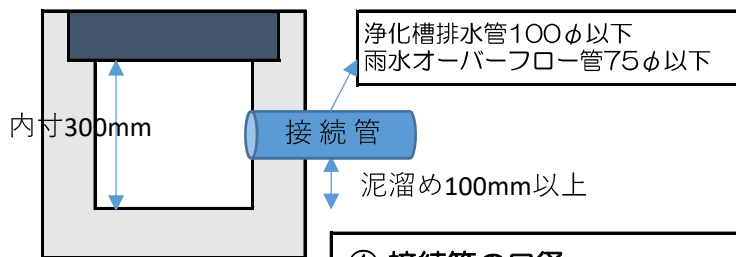 浄化槽排水管100φ以下
雨水オーバーフロー管75φ以下
内寸300mm
接続管
泥溜め100mm以上